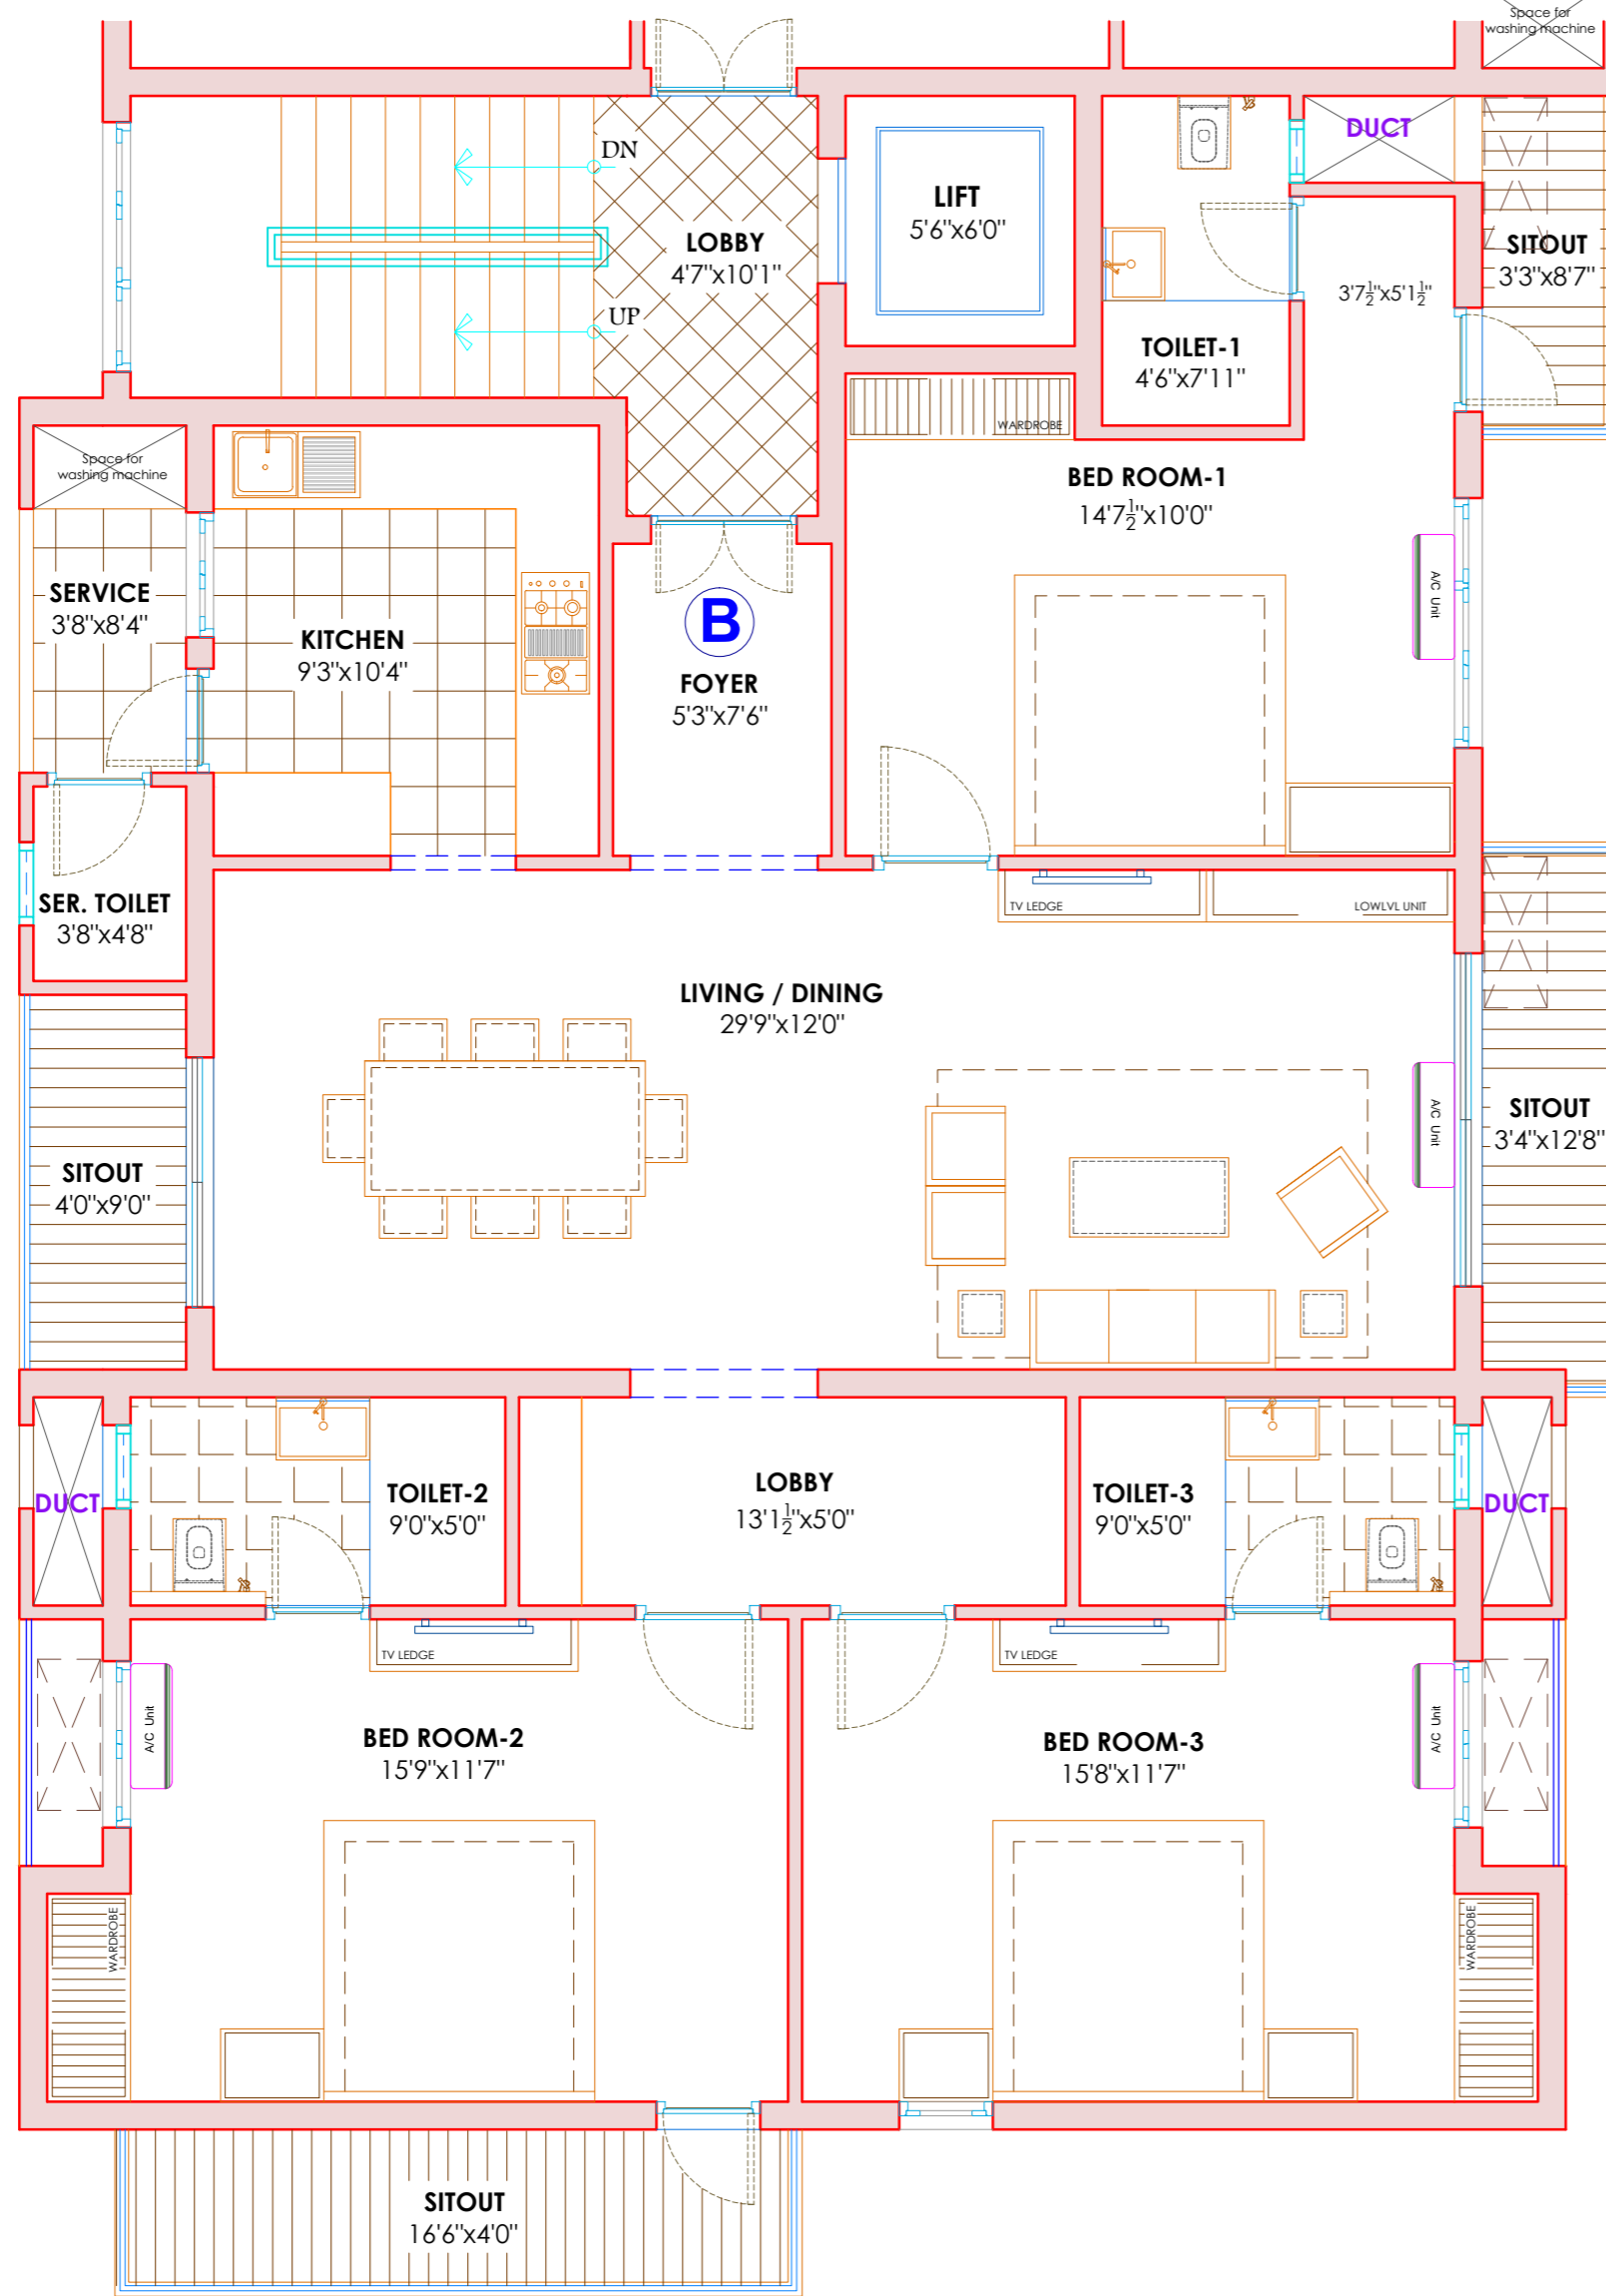 Space for
washing machine
DUCT
DN
LIFT
5'6"x6'0"
LOBBY
4'7"x10'1"
SITOUT
3'3"x8'7"
3'7½"x5'1½"
UP
TOILET-1
4'6"x7'11"
WARDROBE
Space for
washing machine
BED ROOM-1
14'7½"x10'0"
A/C Unit
SERVICE
3'8"x8'4"
KITCHEN
9'3"x10'4"
B
FOYER
5'3"x7'6"
SER. TOILET
3'8"x4'8"
TV LEDGE
LOWLVL UNIT
LIVING / DINING
29'9"x12'0"
A/C Unit
SITOUT
3'4"x12'8"
SITOUT
4'0"x9'0"
DUCT
TOILET-2
9'0"x5'0"
LOBBY
13'1½"x5'0"
TOILET-3
9'0"x5'0"
DUCT
TV LEDGE
TV LEDGE
A/C Unit
BED ROOM-2
15'9"x11'7"
BED ROOM-3
15'8"x11'7"
A/C Unit
WARDROBE
WARDROBE
SITOUT
16'6"x4'0"